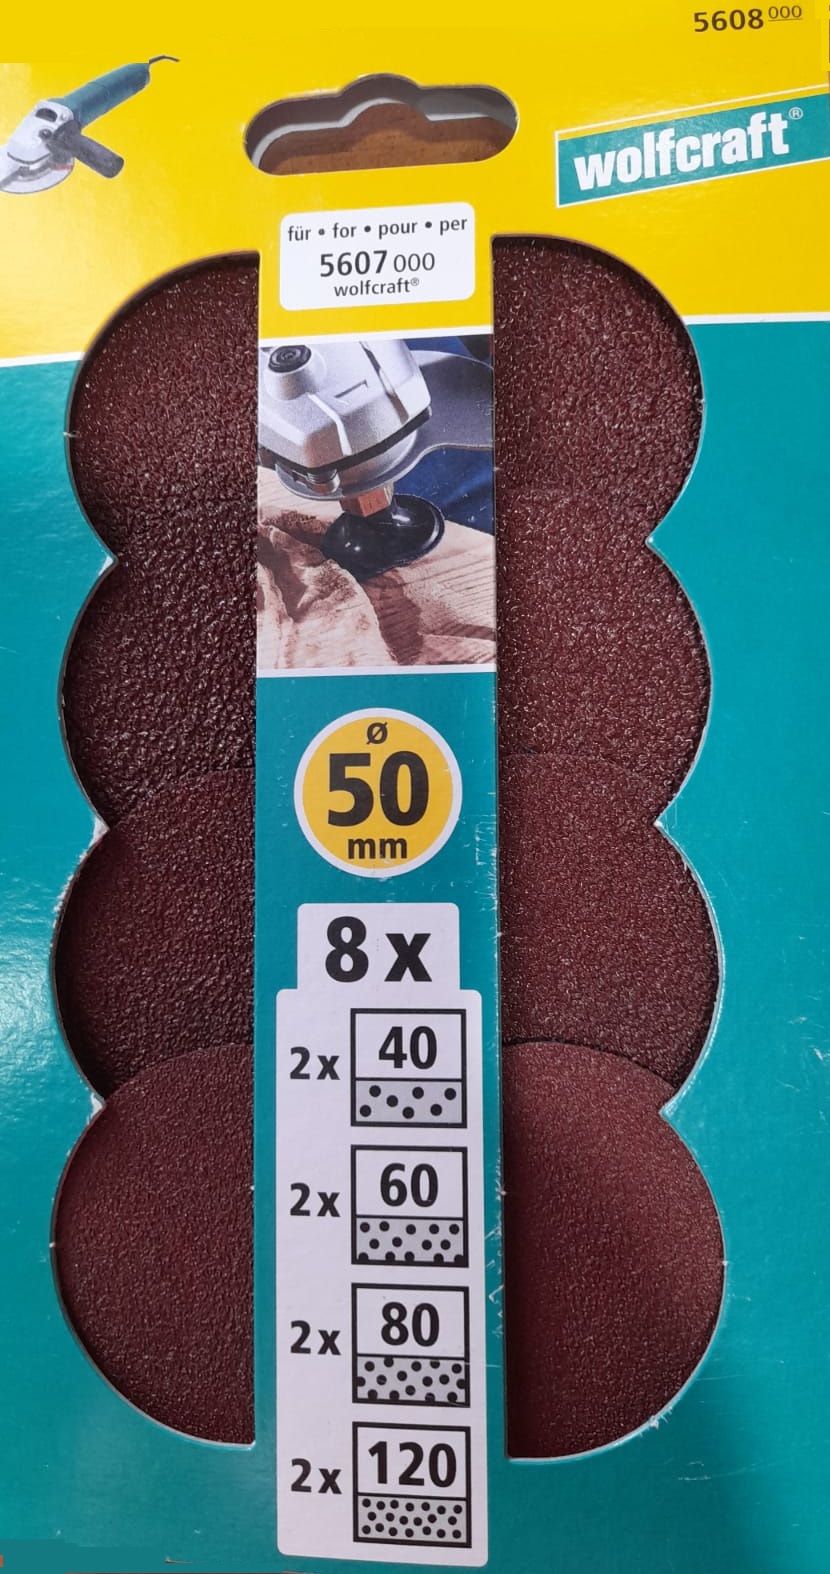 5608 000
wolfcraft®
für • for • pour • per
5607 000
wolfcraft®
Ø
50
mm
8 x
2x 40
2x 60
2x 80
2x 120